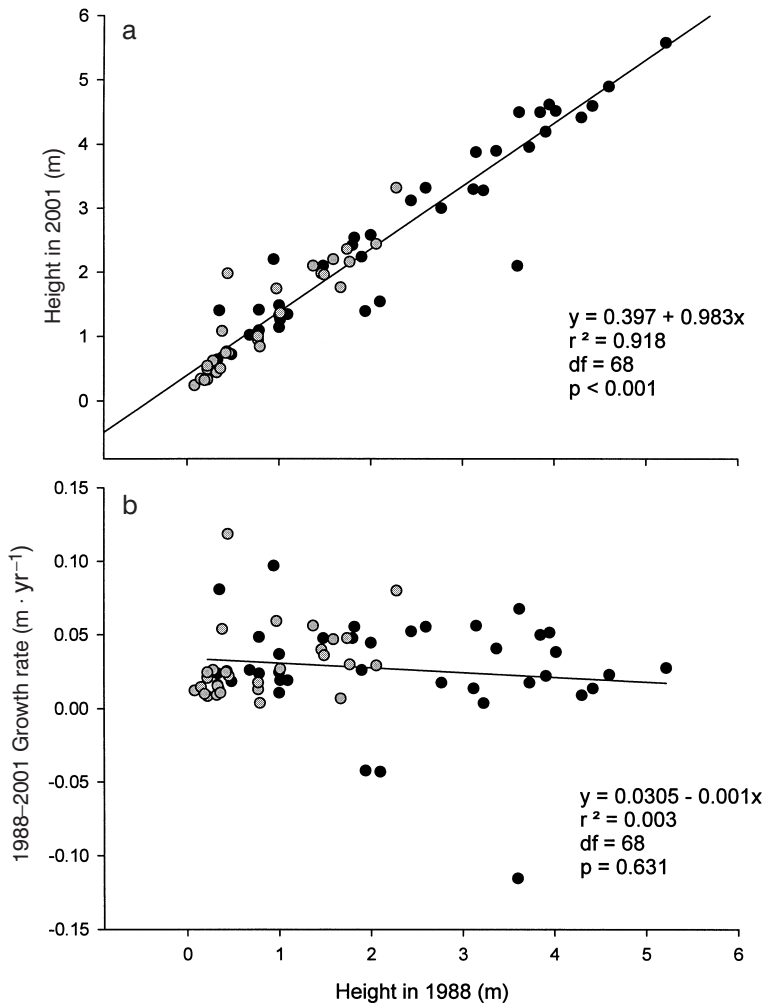 a
6
5
4
3
2
1
0
Height in 2001 (m)
y = 0.397 + 0.983x
r ² = 0.918
df = 68
p < 0.001
b
0.15
0.10
0.05
0.00
-0.05
-0.10
-0.15
1988–2001 Growth rate (m · yr⁻¹)
y = 0.0305 - 0.001x
r ² = 0.003
df = 68
p = 0.631
0 1 2 3 4 5 6
Height in 1988 (m)